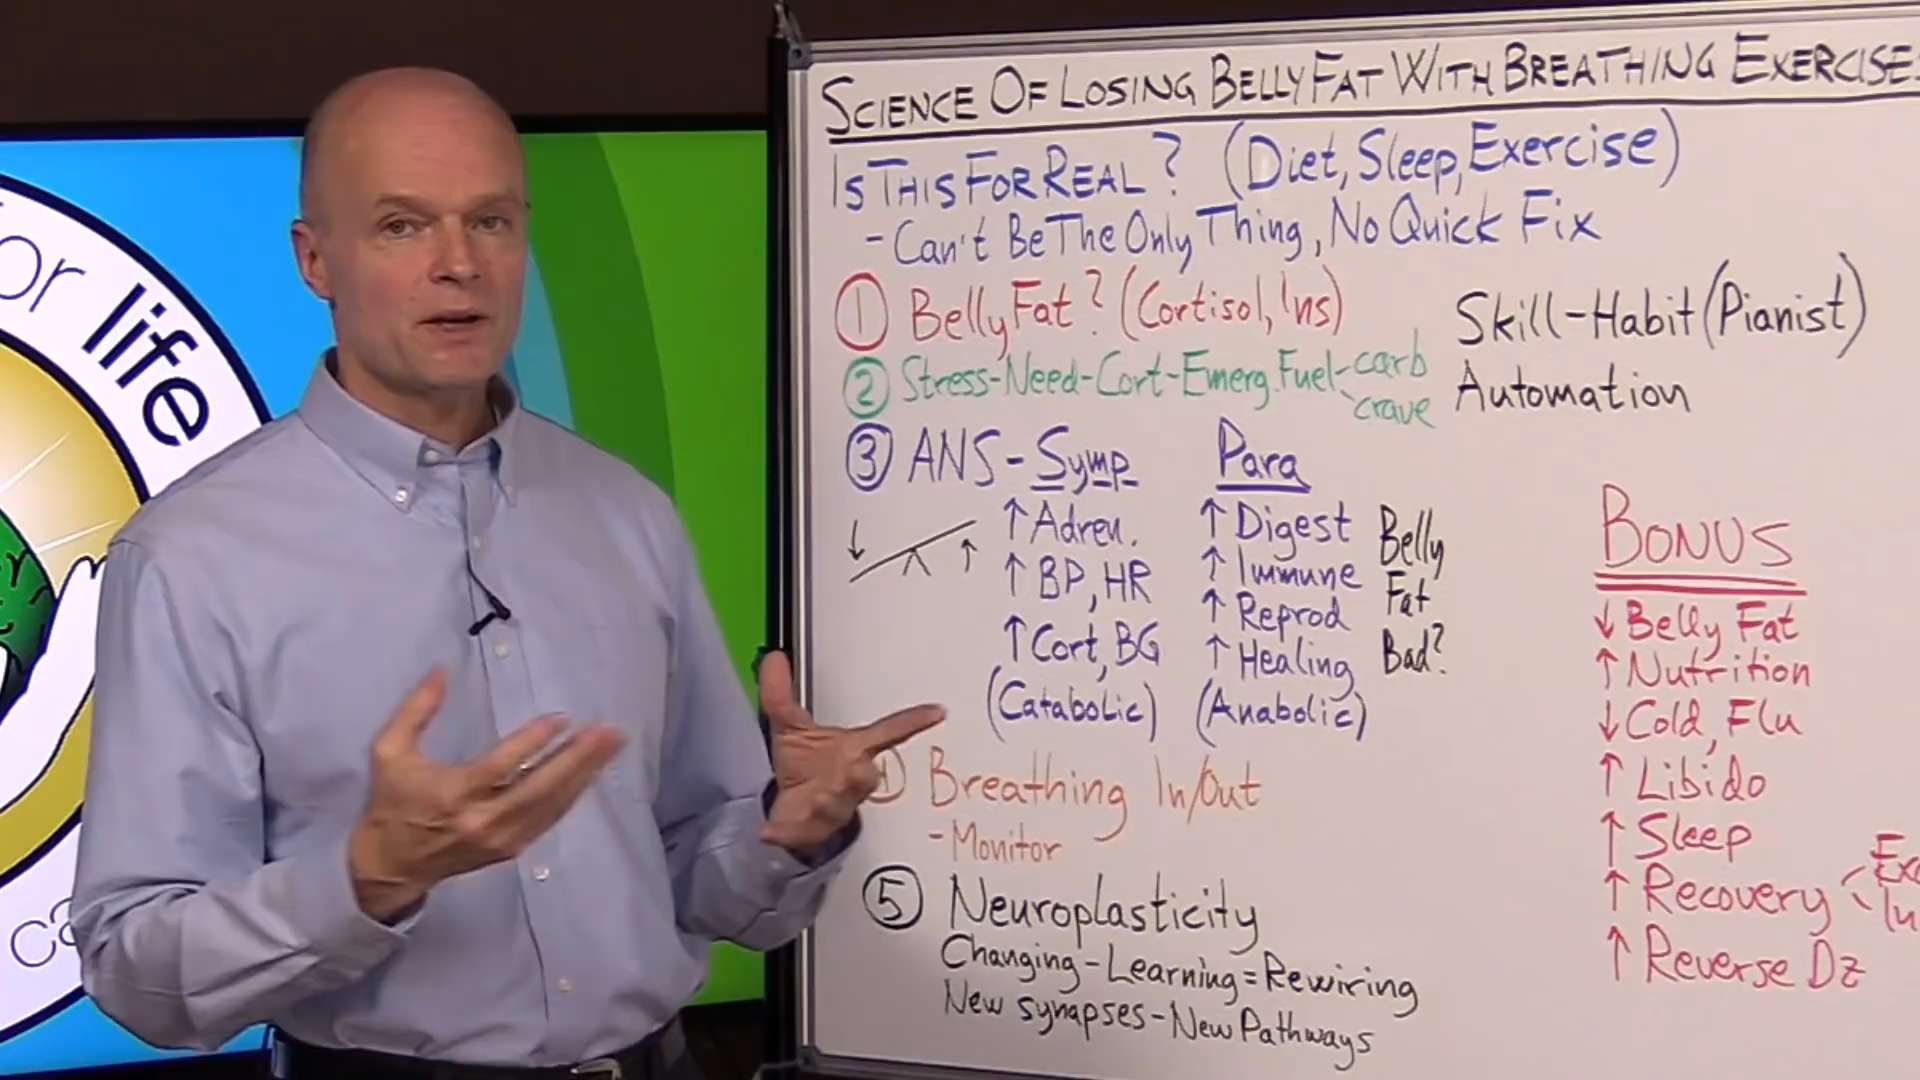 SCIENCE OF LOSING BELLY FAT WITH BREATHING EXERCISES
IS THIS FOR REAL? (Diet, Sleep, Exercise)
- Can't Be The Only Thing, No Quick Fix
① Belly Fat? (Cortisol, Ins)
② Stress-Need-Cort-Emerg. Fuel-carb
crave
Skill-Habit (Pianist)
Automation
③ ANS - Symp Para
↑ Adren. ↑ Digest
↑ BP, HR ↑ Immune
↑ Reprod
↑ Cort, BG ↑ Healing
(Catabolic) (Anabolic)
Belly
Fat
Bad?
Breathing In/Out
- Monitor
⑤ Neuroplasticity
Changing - Learning = Rewiring
New synapses - New Pathways
BONUS
↓ Belly Fat
↑ Nutrition
↓ Cold, Flu
↑ Libido
↑ Sleep
↑ Recovery
↑ Reverse Dz
or life